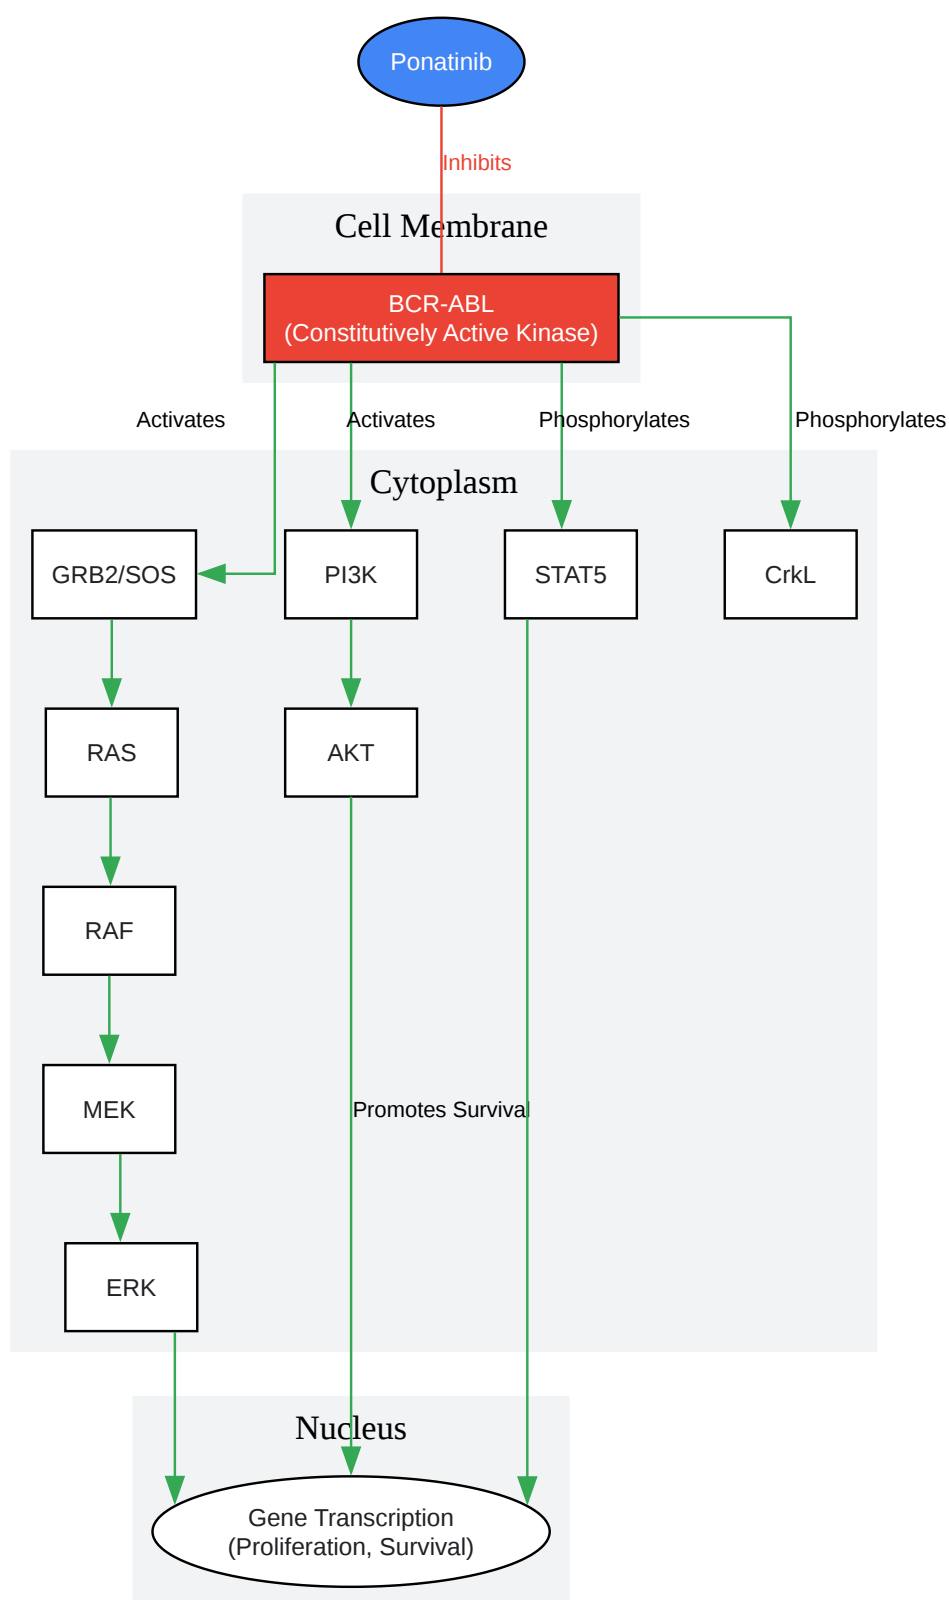 Ponatinib
Inhibits
Cell Membrane
BCR-ABL
(Constitutively Active Kinase)
Activates
Activates
Phosphorylates
Phosphorylates
Cytoplasm
GRB2/SOS
PI3K
STAT5
CrkL
RAS
AKT
RAF
MEK
Promotes Survival
ERK
Nucleus
Gene Transcription
(Proliferation, Survival)